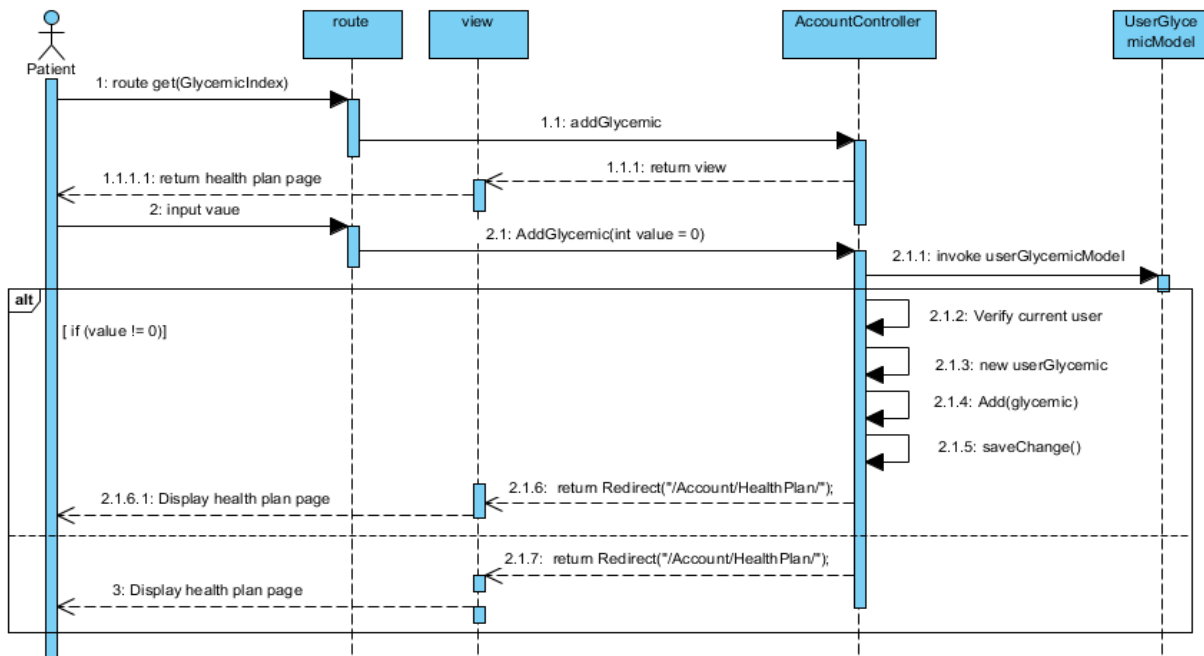 route
view
AccountController
UserGlyce
micModel
Patient
1: route get(GlycemicIndex)
1.1: addGlycemic
1.1.1: return view
1.1.1.1: return health plan page
2: input vaue
2.1: AddGlycemic(int value = 0)
2.1.1: invoke userGlycemicModel
alt
[ if (value != 0)]
2.1.2: Verify current user
2.1.3: new userGlycemic
2.1.4: Add(glycemic)
2.1.5: saveChange()
2.1.6: return Redirect("/Account/HealthPlan/");
2.1.6.1: Display health plan page
2.1.7: return Redirect("/Account/HealthPlan/");
3: Display health plan page